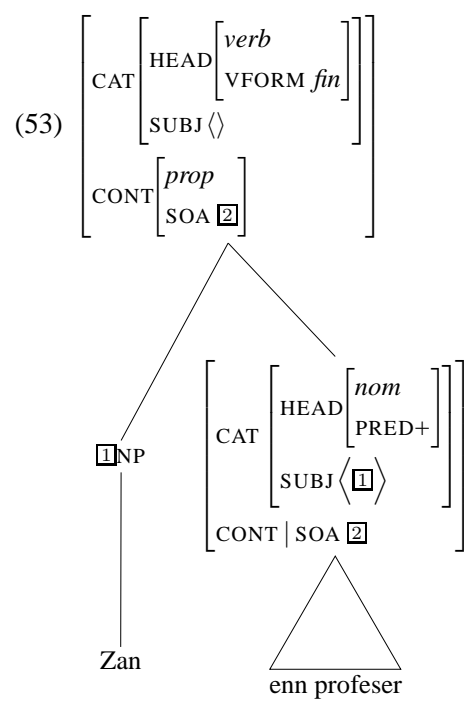 verb
HEAD
VFORM fin
CAT
(53)
SUBJ ⟨⟩
prop
CONT
SOA 2
nom
HEAD
PRED+
CAT
1 NP
SUBJ ⟨ 1 ⟩
CONT | SOA 2
Zan
enn profeser